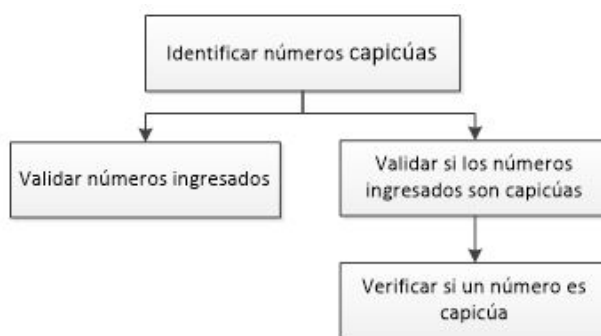 Identificar números capicúas
Validar números ingresados
Validar si los números
ingresados son capicúas
Verificar si un número es
capicúa